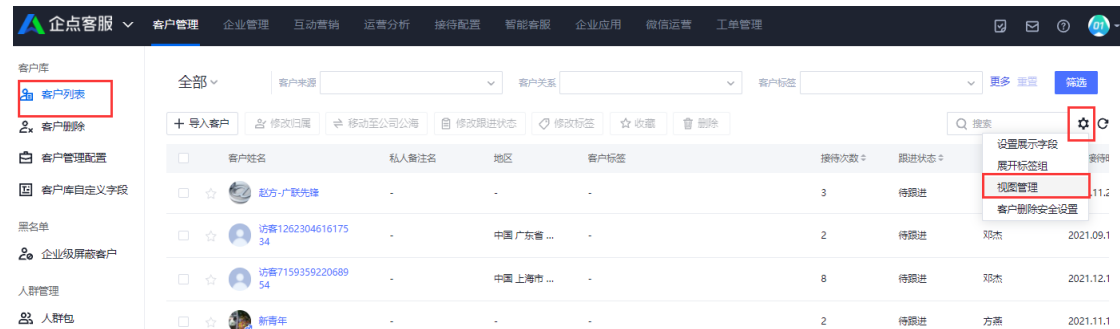 企点客服 客户管理 企业管理 互动营销 运营分析 接待配置 智能客服 企业应用 微信运营 工单管理
客户库
客户列表
客户删除
客户管理配置
客户库自定义字段
黑名单
企业级屏蔽客户
人群管理
人群包
全部 客户来源 客户关系 客户标签 更多 重置 筛选
导入客户 修改归属 移动至公司公海 修改跟进状态 修改标签 收藏 删除 搜索
设置展示字段
展开标签组
视图管理
客户删除安全设置
客户姓名 私人备注名 地区 客户标签 接待次数 跟进状态
赵方-广联先锋 - - 3 待跟进 .11.2
访客1262304616175
34 - 中国 广东省 ... - 2 待跟进 邓杰 2021.09.1
访客7159359220689
54 - 中国 上海市 ... - 8 待跟进 邓杰 2021.12.1
新青年 - - - 2 待跟进 方燕 2021.11.1